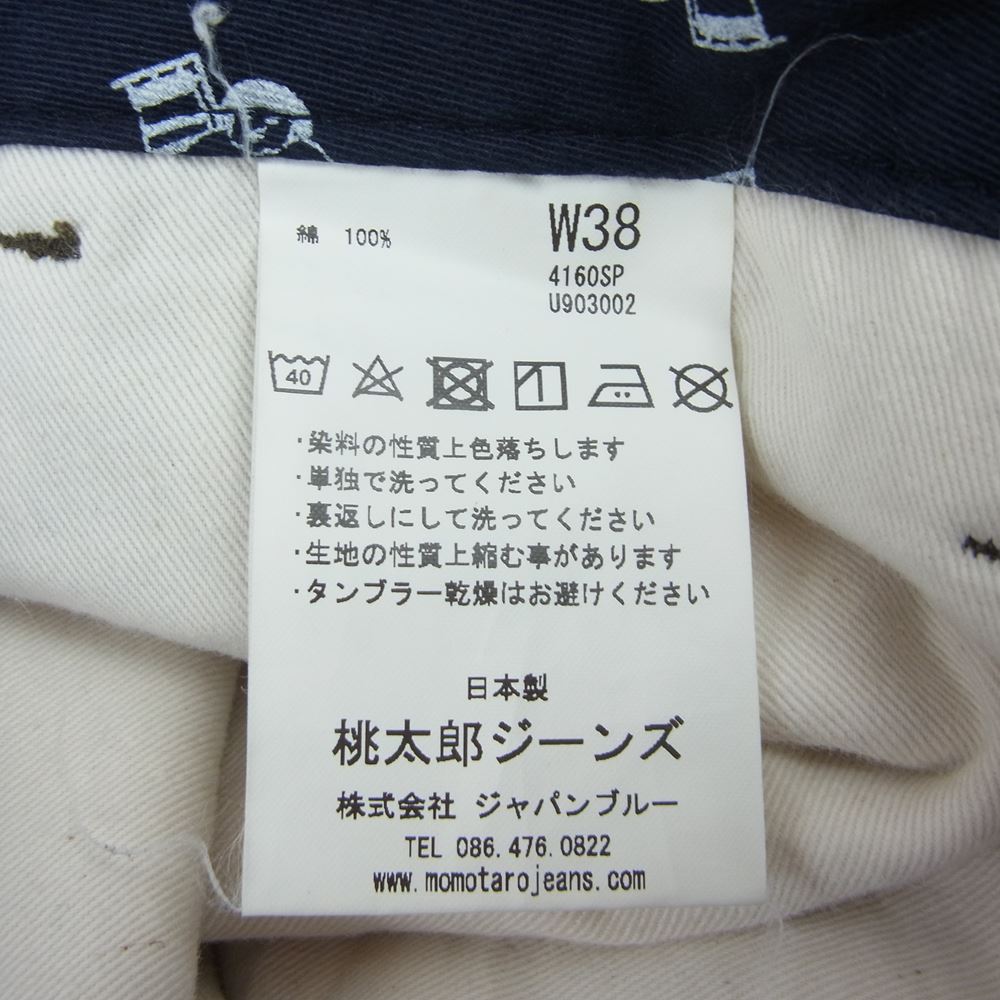 綿 100% W38
4160SP
U903002
40
・染料の性質上色落ちします
・単独で洗ってください
・裏返しにして洗ってください
・生地の性質上縮む事があります
・タンブラー乾燥はお避けください
日本製
桃太郎ジーンズ
株式会社 ジャパンブルー
TEL 086.476.0822
www.momotarojeans.com